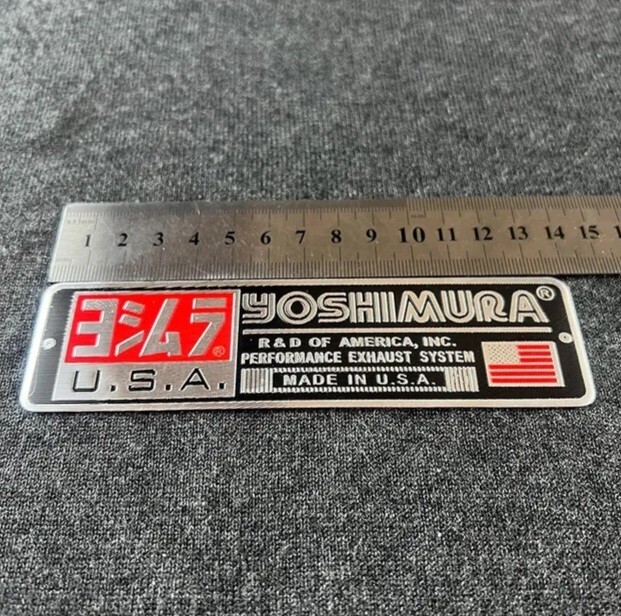 1 2 3 4 5 6 7 8 9 10 11 12 13 14 15
ヨシムラ®
U.S.A.
YOSHIMURA®
R&D OF AMERICA, INC.
PERFORMANCE EXHAUST SYSTEM
MADE IN U.S.A.